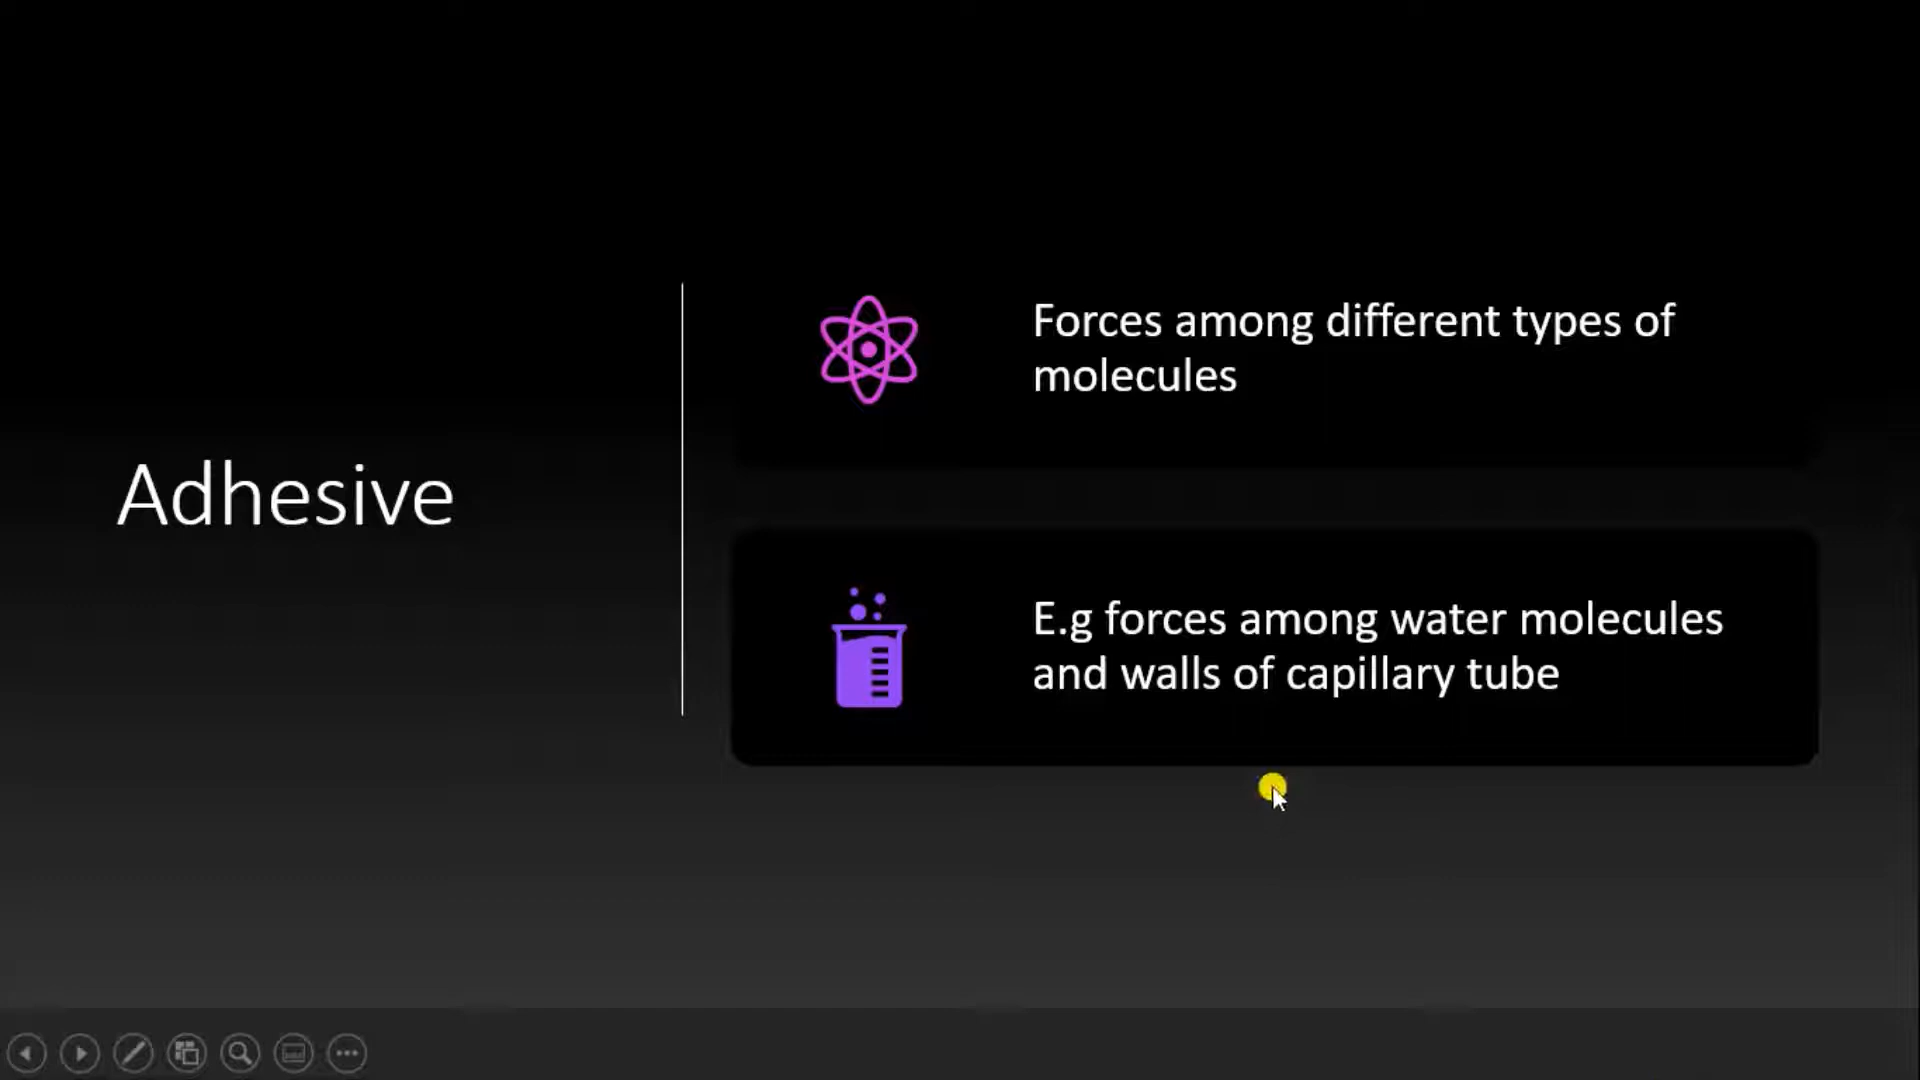 Adhesive
Forces among different types of
molecules
E.g forces among water molecules
and walls of capillary tube